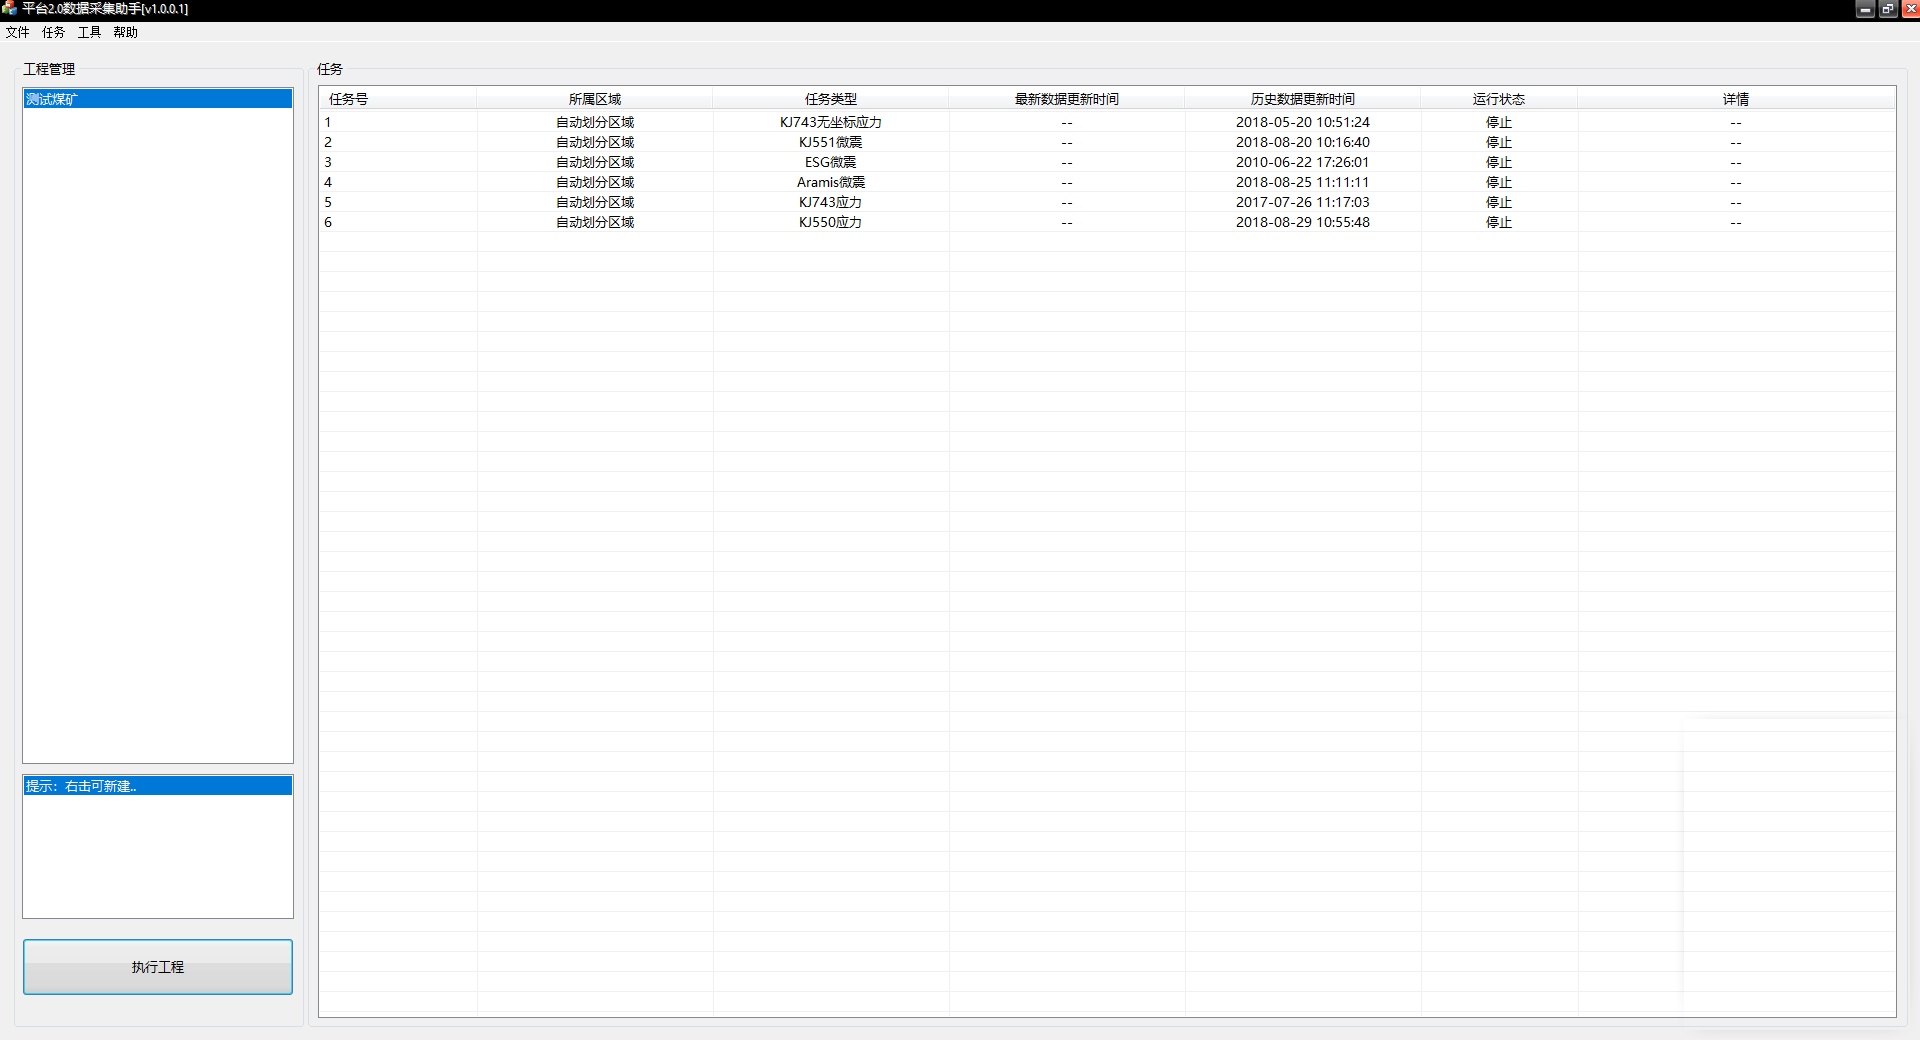 平台2.0数据采集助手[v1.0.0.1]
文件 任务 工具 帮助
工程管理
测试煤矿
提示：右击可新建..
执行工程
任务
任务号 所属区域 任务类型 最新数据更新时间 历史数据更新时间 运行状态 详情
1 自动划分区域 KJ743无坐标应力 -- 2018-05-20 10:51:24 停止 --
2 自动划分区域 KJ551微震 -- 2018-08-20 10:16:40 停止 --
3 自动划分区域 ESG微震 -- 2010-06-22 17:26:01 停止 --
4 自动划分区域 Aramis微震 -- 2018-08-25 11:11:11 停止 --
5 自动划分区域 KJ743应力 -- 2017-07-26 11:17:03 停止 --
6 自动划分区域 KJ550应力 -- 2018-08-29 10:55:48 停止 --